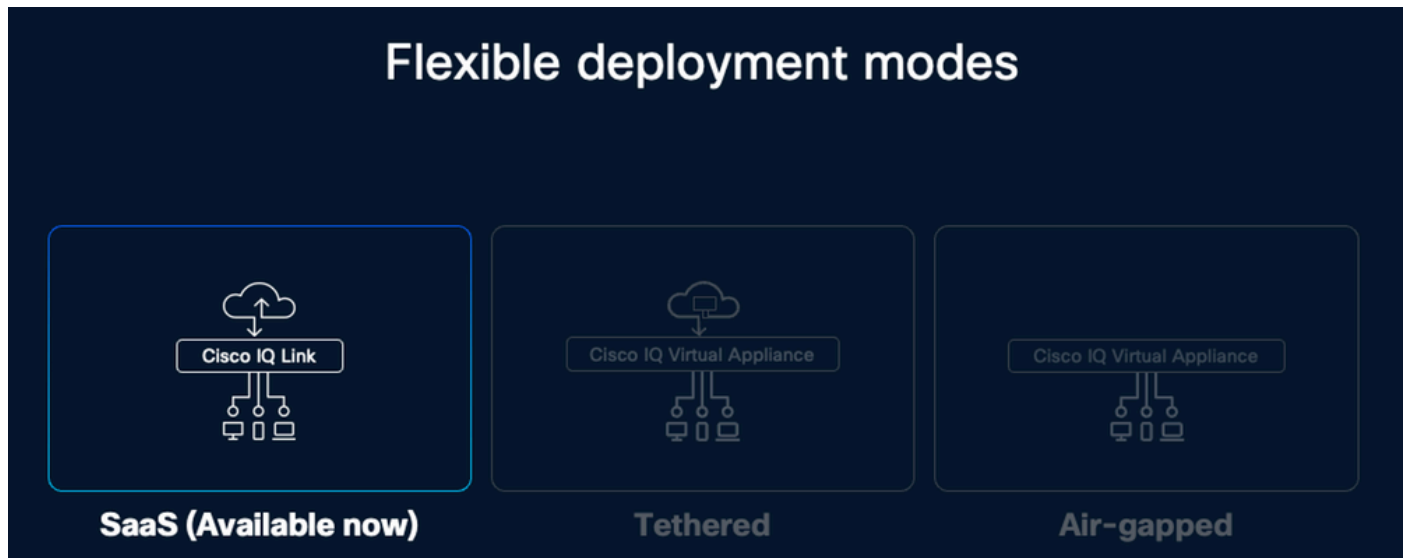 Flexible deployment modes
Cisco IQ Link
Cisco IQ Virtual Appliance
Cisco IQ Virtual Appliance
SaaS (Available now)
Tethered
Air-gapped